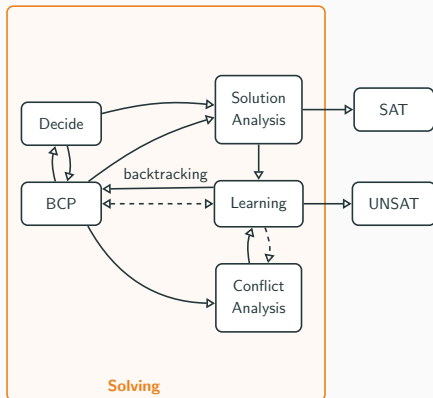 Solution
Analysis
SAT
Decide
backtracking
BCP
Learning
UNSAT
Conflict
Analysis
Solving